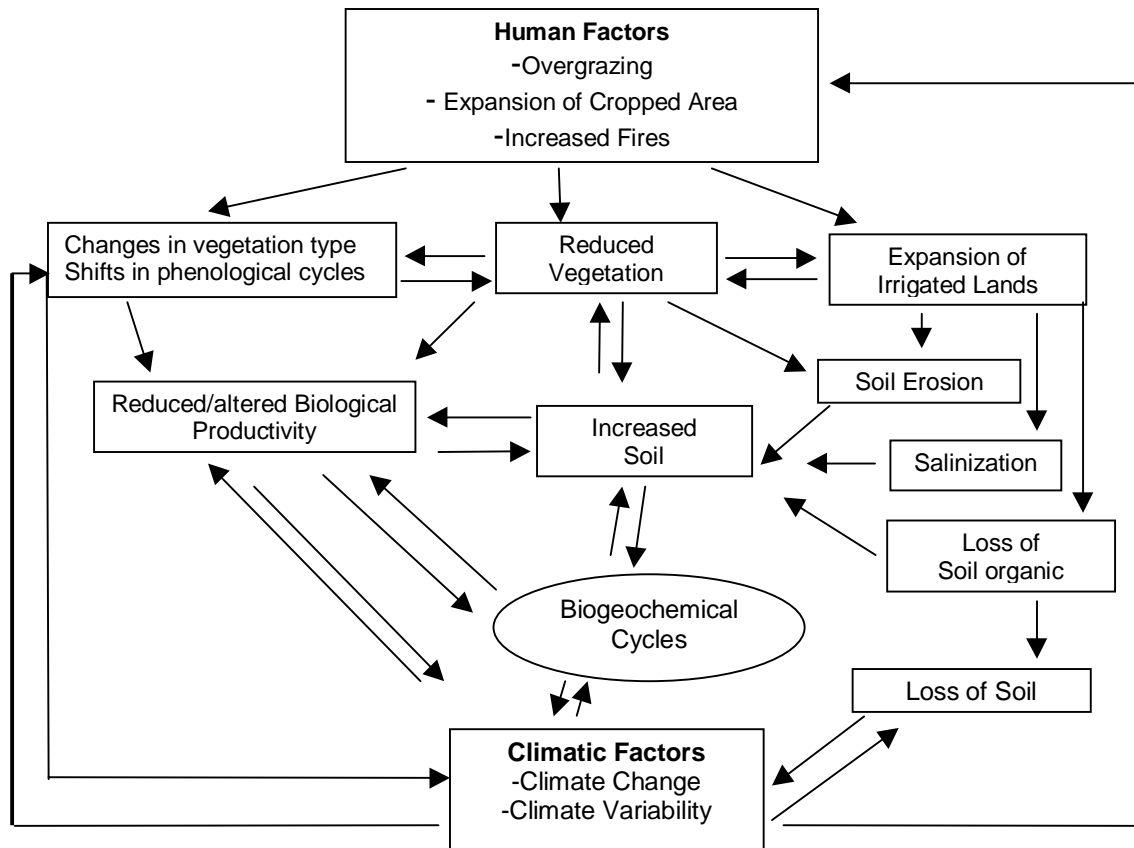 Human Factors
-Overgrazing
- Expansion of Cropped Area
-Increased Fires
Changes in vegetation type
Shifts in phenological cycles
Reduced
Vegetation
Expansion of
Irrigated Lands
Soil Erosion
Reduced/altered Biological
Productivity
Increased
Soil
Salinization
Loss of
Soil organic
Biogeochemical
Cycles
Loss of Soil
Climatic Factors
-Climate Change
-Climate Variability